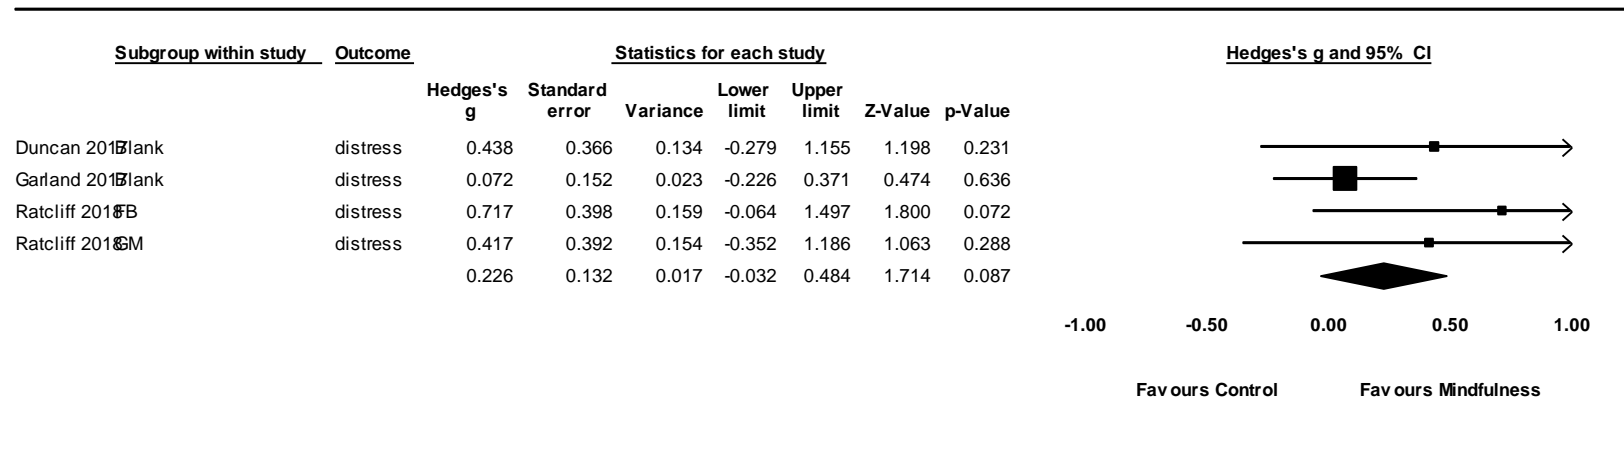 Subgroup within study Outcome Statistics for each study Hedges's g and 95% CI
Hedges's Standard Lower Upper
g error Variance limit limit Z-Value p-Value
Duncan 2017 Blank distress 0.438 0.366 0.134 -0.279 1.155 1.198 0.231
Garland 2017 Blank distress 0.072 0.152 0.023 -0.226 0.371 0.474 0.636
Ratcliff 2018 FB distress 0.717 0.398 0.159 -0.064 1.497 1.800 0.072
Ratcliff 2018 GM distress 0.417 0.392 0.154 -0.352 1.186 1.063 0.288
0.226 0.132 0.017 -0.032 0.484 1.714 0.087
-1.00 -0.50 0.00 0.50 1.00
Favours Control Favours Mindfulness